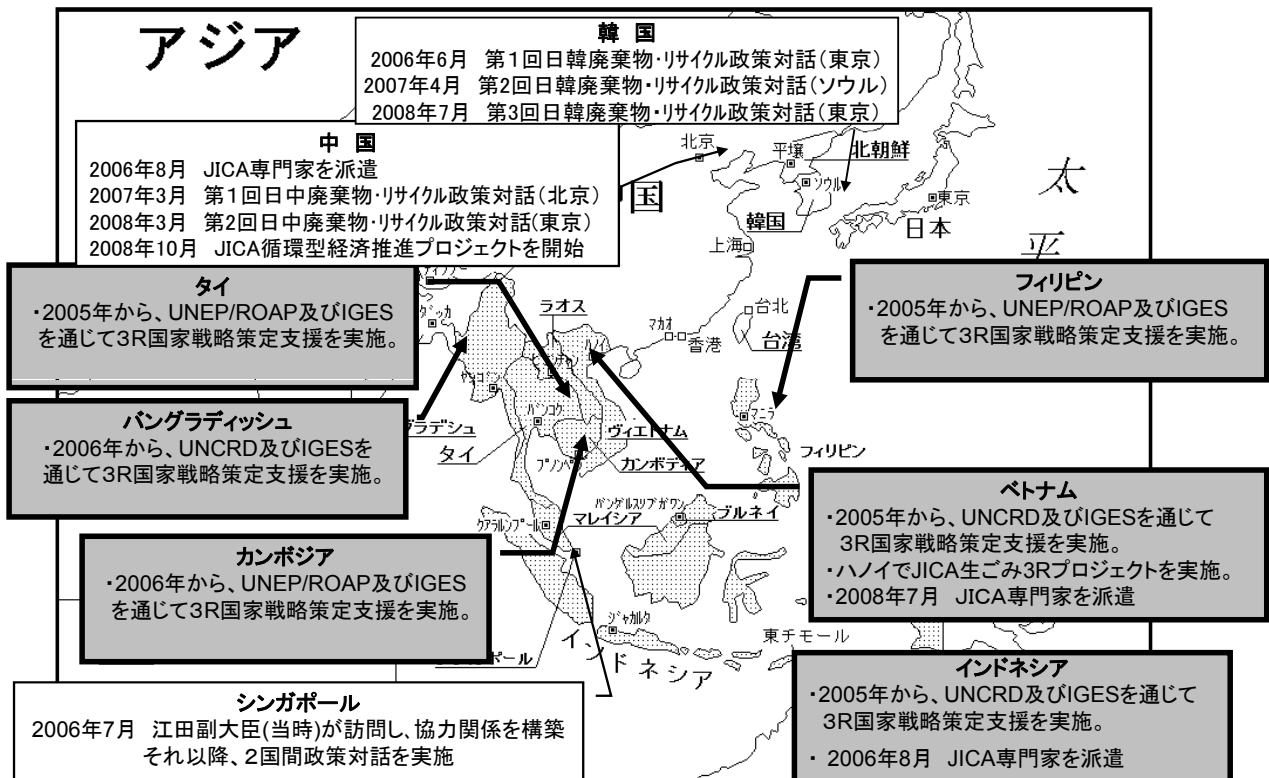 アジア
韓 国
2006年6月 第1回日韓廃棄物・リサイクル政策対話(東京)
2007年4月 第2回日韓廃棄物・リサイクル政策対話(ソウル)
2008年7月 第3回日韓廃棄物・リサイクル政策対話(東京)
中 国
2006年8月 JICA専門家を派遣
2007年3月 第1回日中廃棄物・リサイクル政策対話(北京)
2008年3月 第2回日中廃棄物・リサイクル政策対話(東京)
2008年10月 JICA循環型経済推進プロジェクトを開始
北京
平壌
北朝鮮
ソウル
韓国
東京
日本
太
平
国
上海
台北
台湾
マカオ
香港
タイ
・2005年から、UNEP/ROAP及びIGES
を通じて3R国家戦略策定支援を実施。
フィリピン
・2005年から、UNEP/ROAP及びIGES
を通じて3R国家戦略策定支援を実施。
ダッカ
ラオス
ハノイ
ヤンゴン
バンコク
グラデシュ
タイ
ヴィエトナム
カンボディア
プノンペン
マニラ
フィリピン
バングラディッシュ
・2006年から、UNCRD及びIGESを
通じて3R国家戦略策定支援を実施。
ベトナム
・2005年から、UNCRD及びIGESを通じて
3R国家戦略策定支援を実施。
・ハノイでJICA生ごみ3Rプロジェクトを実施。
・2008年7月 JICA専門家を派遣
クアラルンプール
マレイシア
バンダルスリブガワン
ブルネイ
カンボジア
・2006年から、UNEP/ROAP及びIGES
を通じて3R国家戦略策定支援を実施。
ジャカルタ
インドネシア
東チモール
ポール
シンガポール
2006年7月 江田副大臣(当時)が訪問し、協力関係を構築
それ以降、2国間政策対話を実施
インドネシア
・2005年から、UNCRD及びIGESを通じて
3R国家戦略策定支援を実施。
・ 2006年8月 JICA専門家を派遣